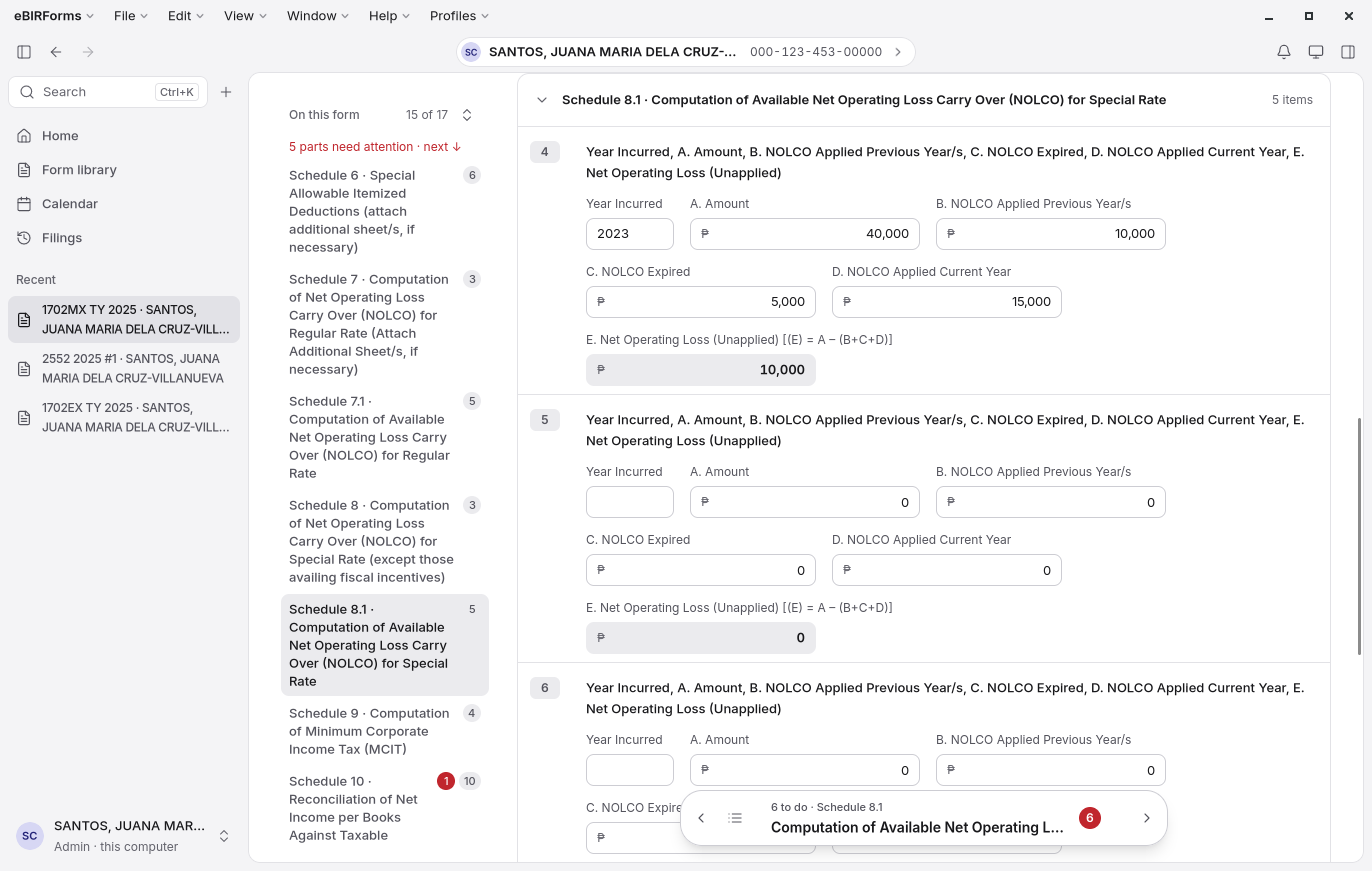 eBIRForms File Edit View Window Help Profiles
SC SANTOS, JUANA MARIA DELA CRUZ-... 000-123-453-00000
Search Ctrl+K
Home
Form library
Calendar
Filings
Recent
1702MX TY 2025 · SANTOS,
JUANA MARIA DELA CRUZ-VILL...
2552 2025 #1 · SANTOS, JUANA
MARIA DELA CRUZ-VILLANUEVA
1702EX TY 2025 · SANTOS,
JUANA MARIA DELA CRUZ-VILL...
SC SANTOS, JUANA MAR...
Admin · this computer
On this form 15 of 17
5 parts need attention · next ↓
Schedule 6 · Special 6
Allowable Itemized
Deductions (attach
additional sheet/s, if
necessary)
Schedule 7 · Computation 3
of Net Operating Loss
Carry Over (NOLCO) for
Regular Rate (Attach
Additional Sheet/s, if
necessary)
Schedule 7.1 · 5
Computation of Available
Net Operating Loss Carry
Over (NOLCO) for Regular
Rate
Schedule 8 · Computation 3
of Net Operating Loss
Carry Over (NOLCO) for
Special Rate (except those
availing fiscal incentives)
Schedule 8.1 · 5
Computation of Available
Net Operating Loss Carry
Over (NOLCO) for Special
Rate
Schedule 9 · Computation 4
of Minimum Corporate
Income Tax (MCIT)
Schedule 10 · 1 10
Reconciliation of Net
Income per Books
Against Taxable
Schedule 8.1 · Computation of Available Net Operating Loss Carry Over (NOLCO) for Special Rate 5 items
4 Year Incurred, A. Amount, B. NOLCO Applied Previous Year/s, C. NOLCO Expired, D. NOLCO Applied Current Year, E.
Net Operating Loss (Unapplied)
Year Incurred A. Amount B. NOLCO Applied Previous Year/s
2023 ₱ 40,000 ₱ 10,000
C. NOLCO Expired D. NOLCO Applied Current Year
₱ 5,000 ₱ 15,000
E. Net Operating Loss (Unapplied) [(E) = A – (B+C+D)]
₱ 10,000
5 Year Incurred, A. Amount, B. NOLCO Applied Previous Year/s, C. NOLCO Expired, D. NOLCO Applied Current Year, E.
Net Operating Loss (Unapplied)
Year Incurred A. Amount B. NOLCO Applied Previous Year/s
₱ 0 ₱ 0
C. NOLCO Expired D. NOLCO Applied Current Year
₱ 0 ₱ 0
E. Net Operating Loss (Unapplied) [(E) = A – (B+C+D)]
₱ 0
6 Year Incurred, A. Amount, B. NOLCO Applied Previous Year/s, C. NOLCO Expired, D. NOLCO Applied Current Year, E.
Net Operating Loss (Unapplied)
Year Incurred A. Amount B. NOLCO Applied Previous Year/s
₱ 0 ₱ 0
C. NOLCO Expire
₱
6 to do · Schedule 8.1
Computation of Available Net Operating L... 6